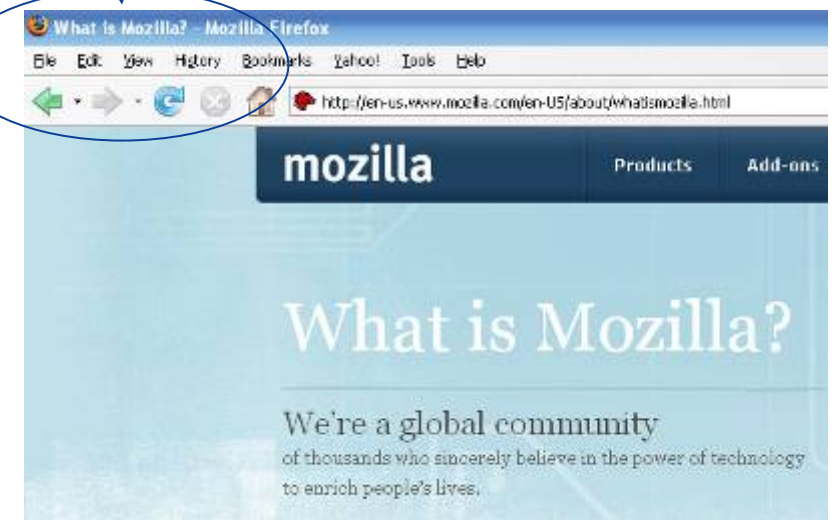 What is Mozilla? - Mozilla Firefox
File Edit View History Bookmarks Yahoo! Tools Help
http://en-us.www.mozilla.com/en-US/about/whatismozilla.html
mozilla Products Add-ons
What is Mozilla?
We're a global community
of thousands who sincerely believe in the power of technology
to enrich people's lives.